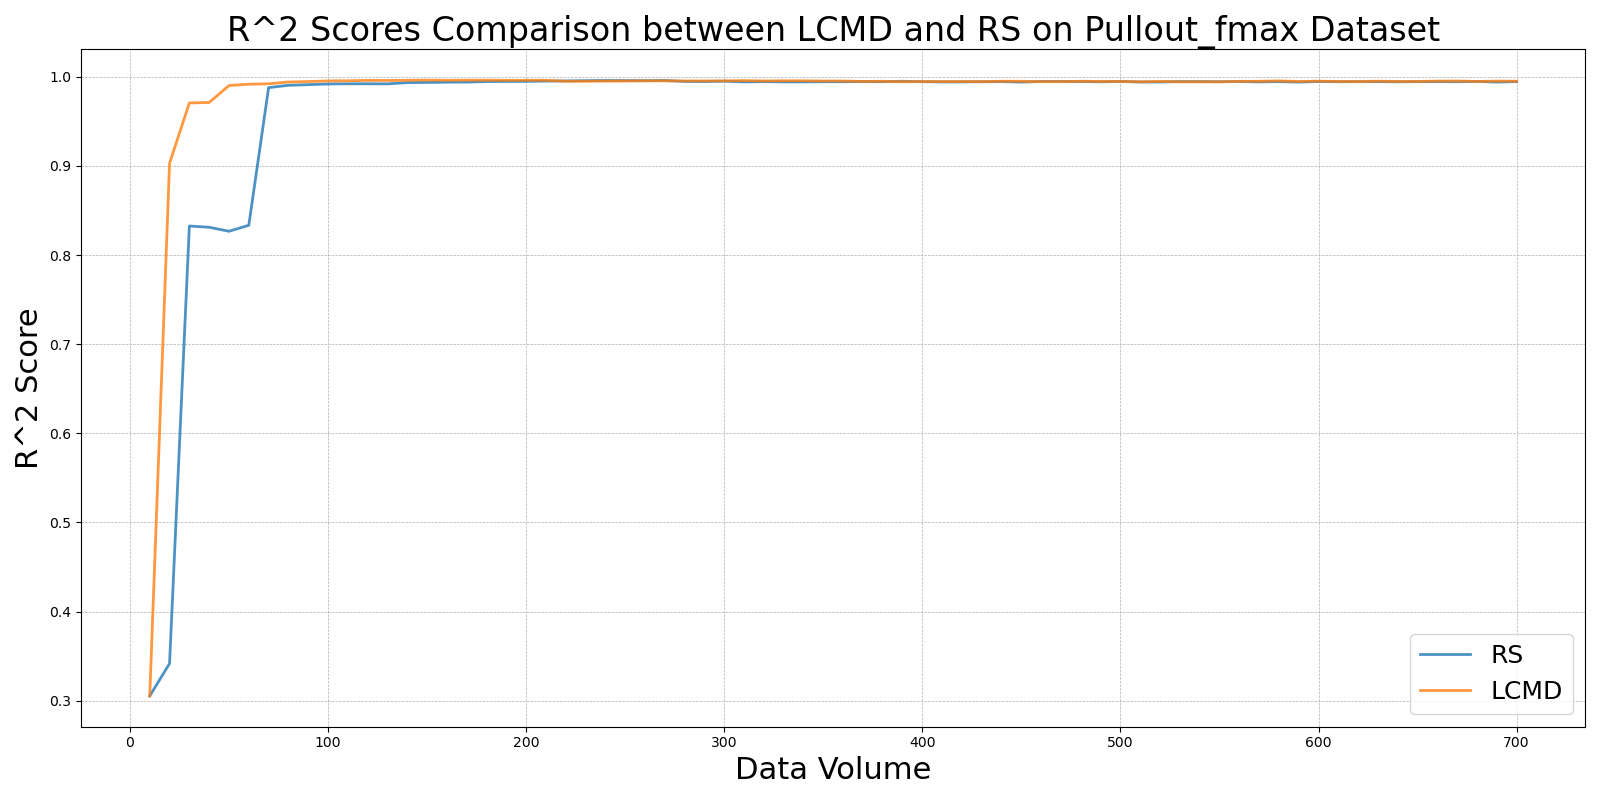 R^2 Scores Comparison between LCMD and RS on Pullout_fmax Dataset
R^2 Score
1.0
0.9
0.8
0.7
0.6
0.5
0.4
0.3
0 100 200 300 400 500 600 700
Data Volume
RS
LCMD